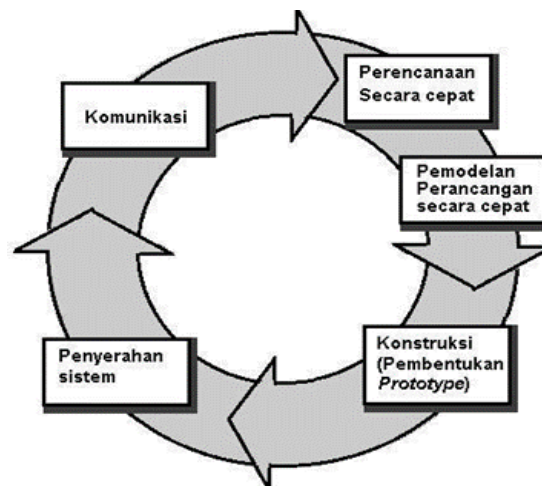 Komunikasi
Perencanaan
Secara cepat
Pemodelan
Perancangan
secara cepat
Konstruksi
(Pembentukan
Prototype)
Penyerahan
sistem